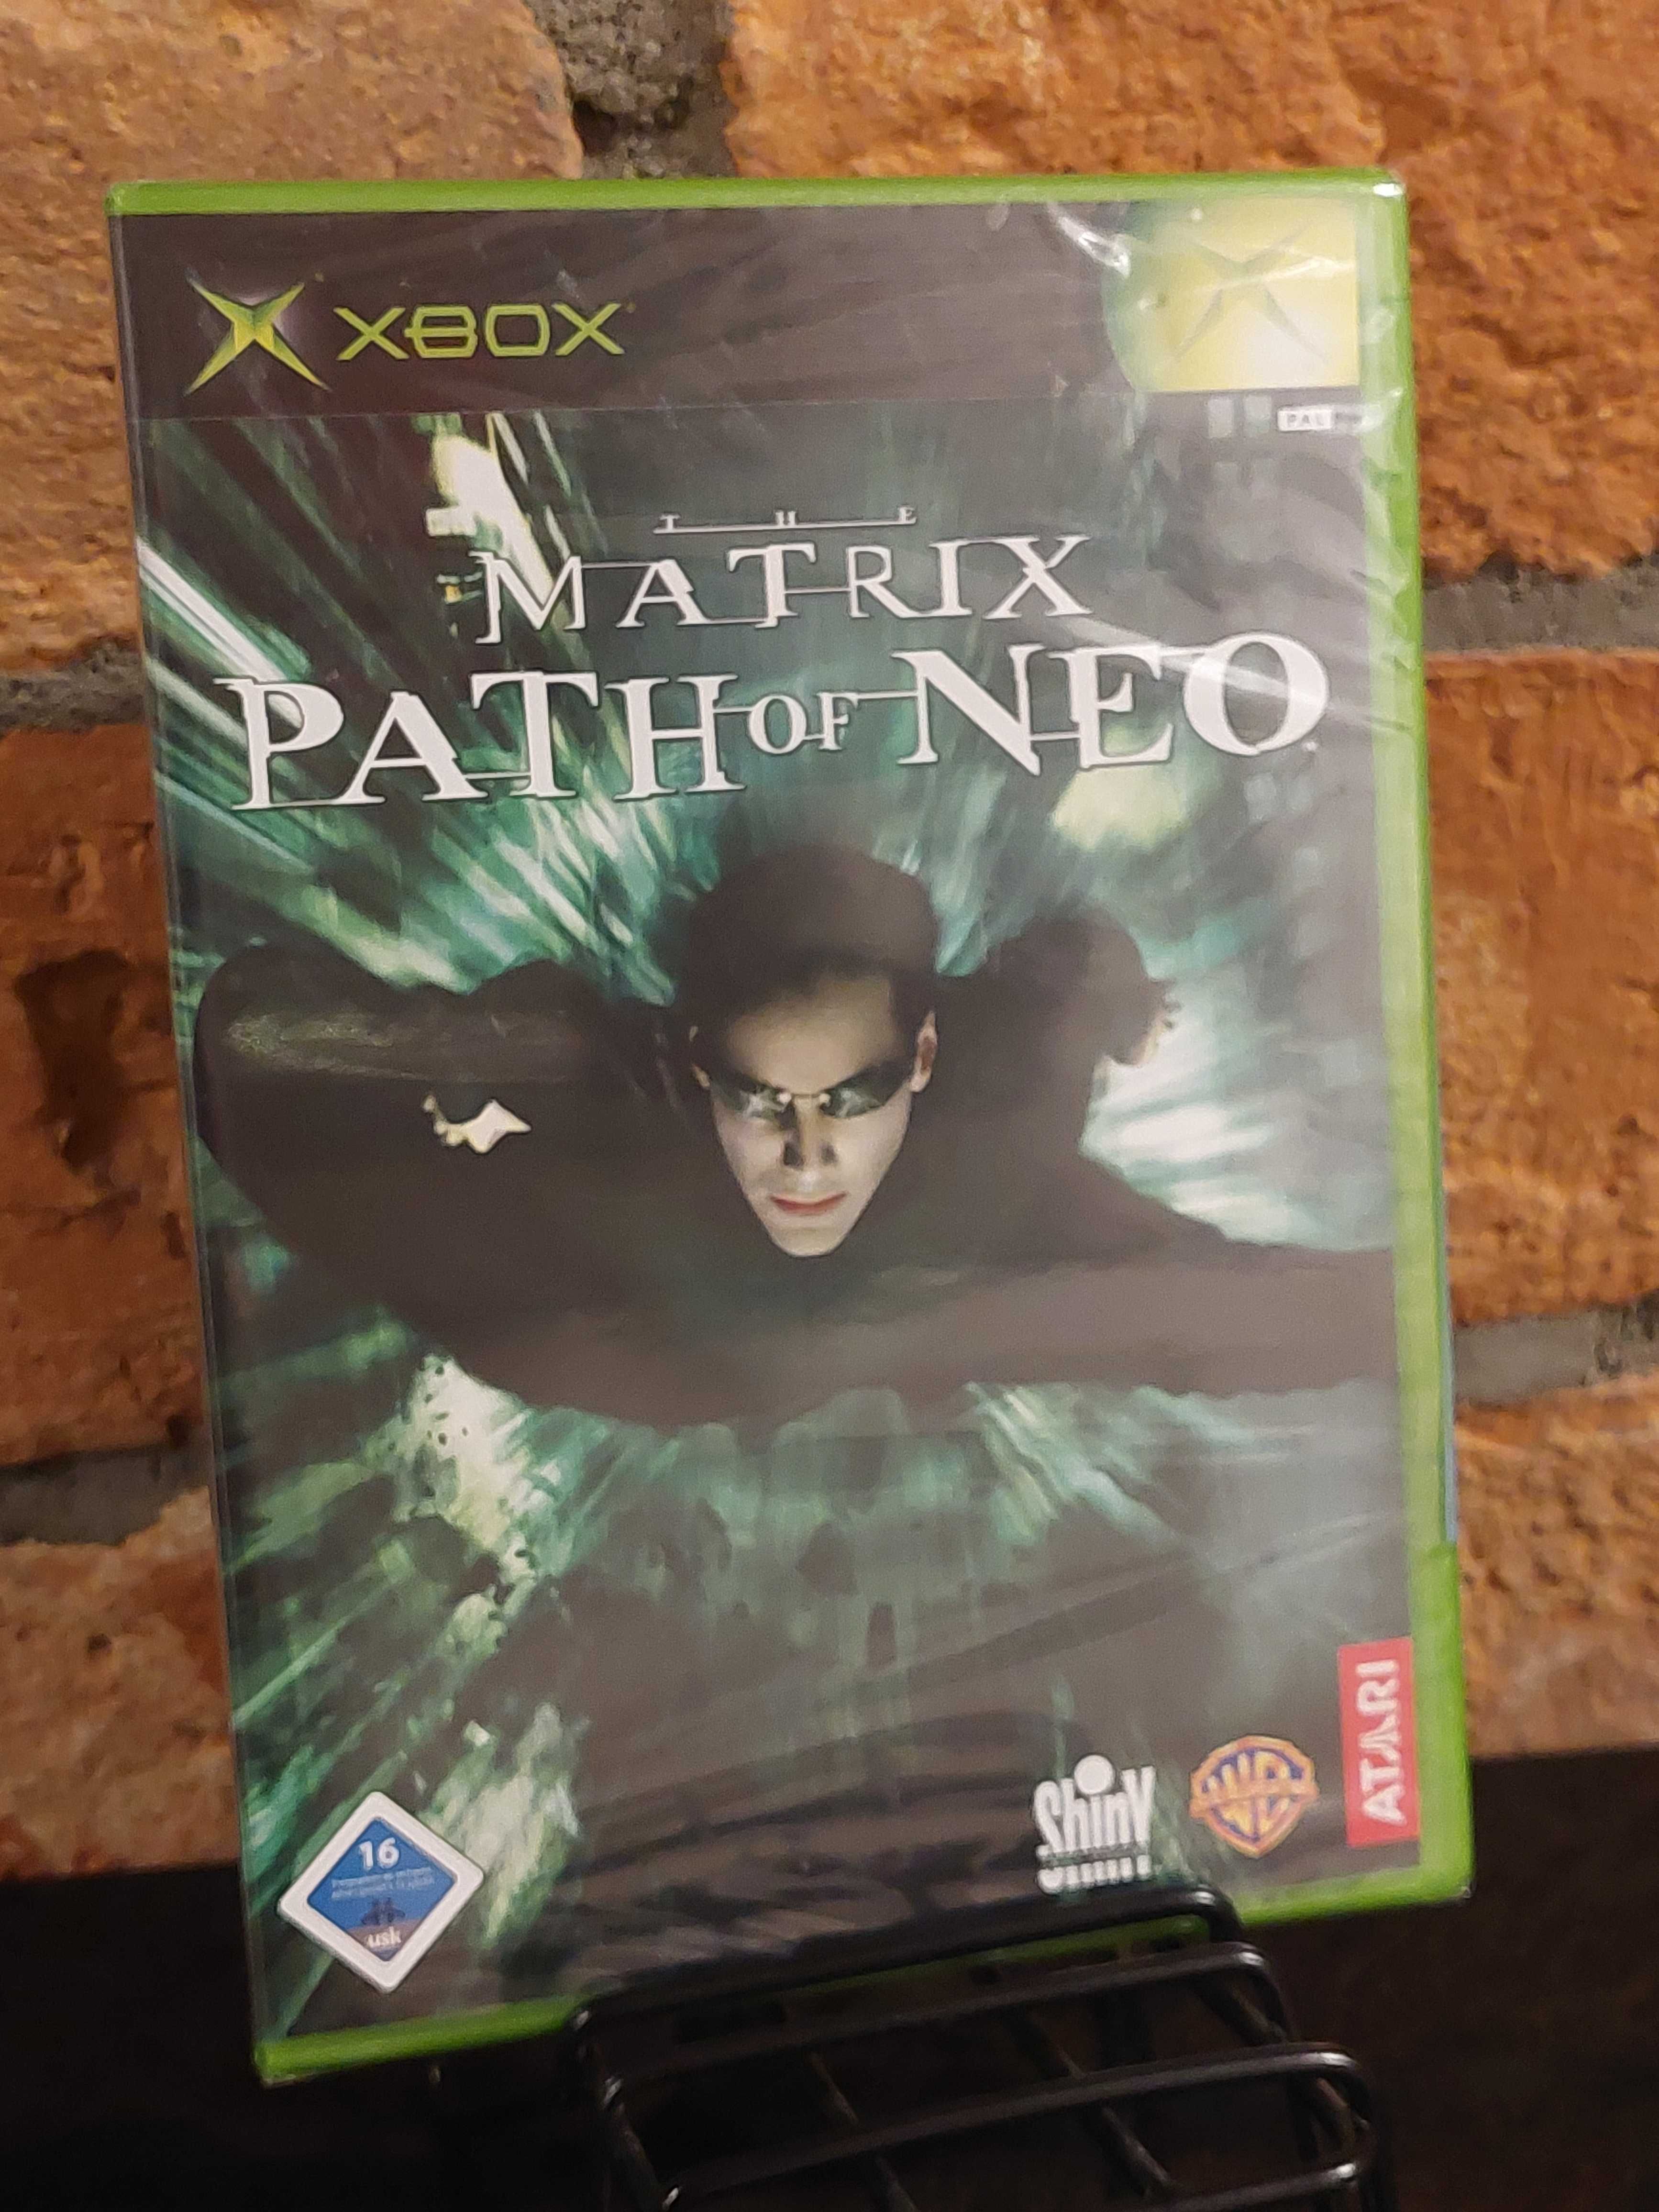 XBOX
PAL
THE
MATRIX
PATH OF NEO
16
usk
Shiny
WB
ATARI